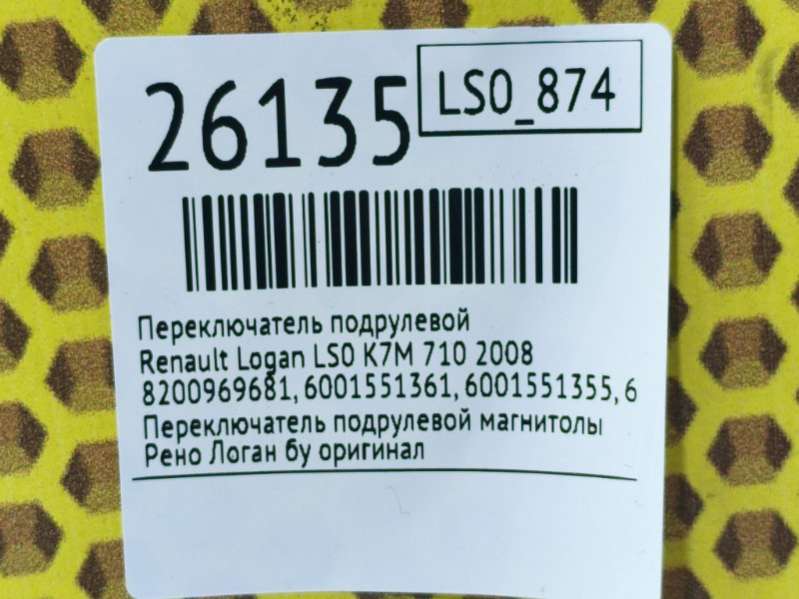 26135
LS0_874
Переключатель подрулевой
Renault Logan LS0 K7M 710 2008
8200969681, 6001551361, 6001551355, 6
Переключатель подрулевой магнитолы
Рено Логан бу оригинал